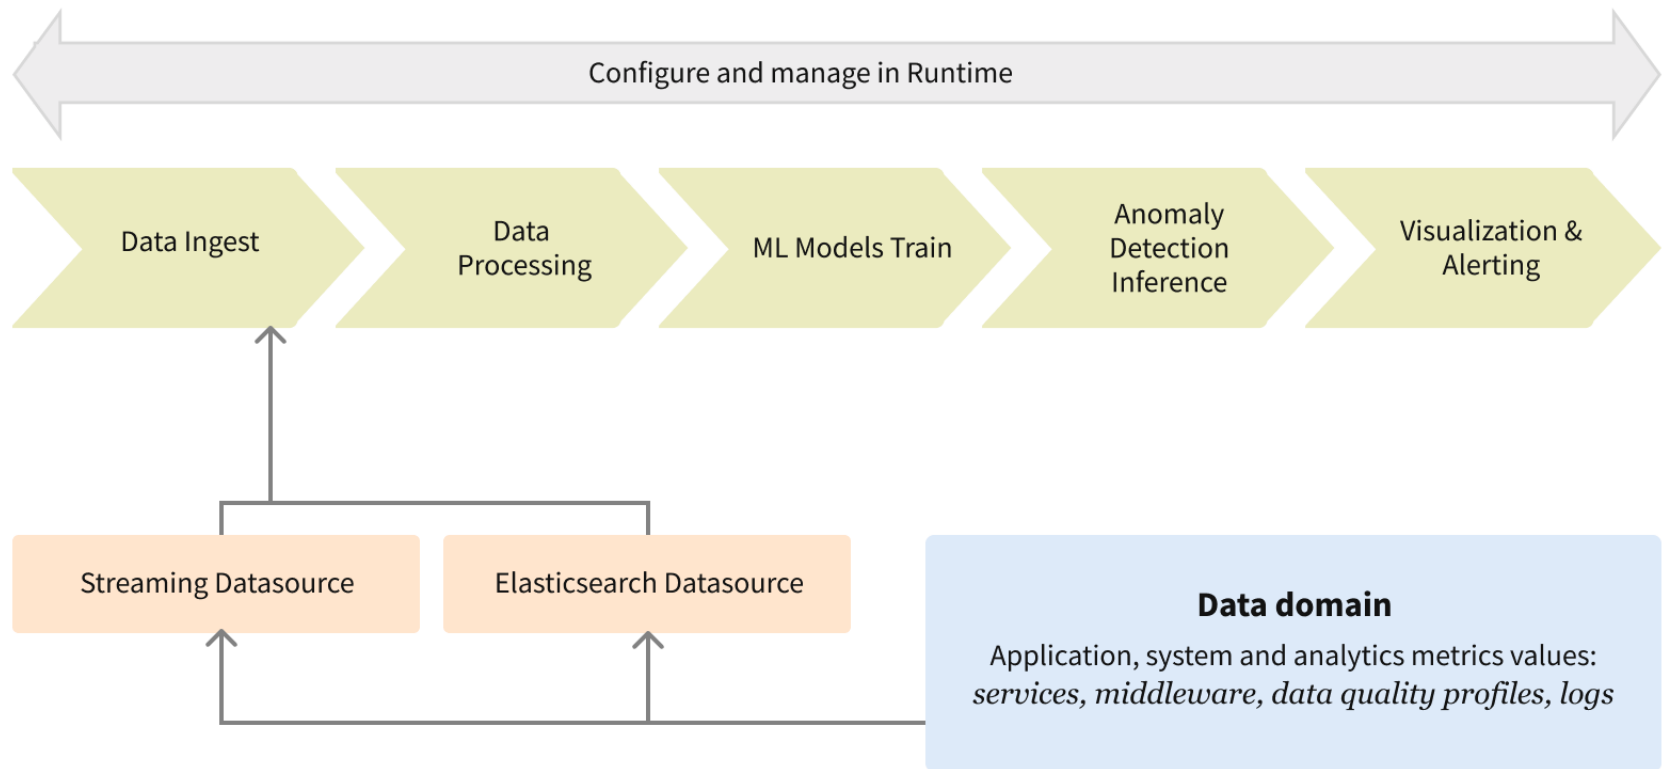 Configure and manage in Runtime
Data Ingest
Data
Processing
ML Models Train
Anomaly
Detection
Inference
Visualization &
Alerting
Streaming Datasource
Elasticsearch Datasource
Data domain
Application, system and analytics metrics values:
services, middleware, data quality profiles, logs